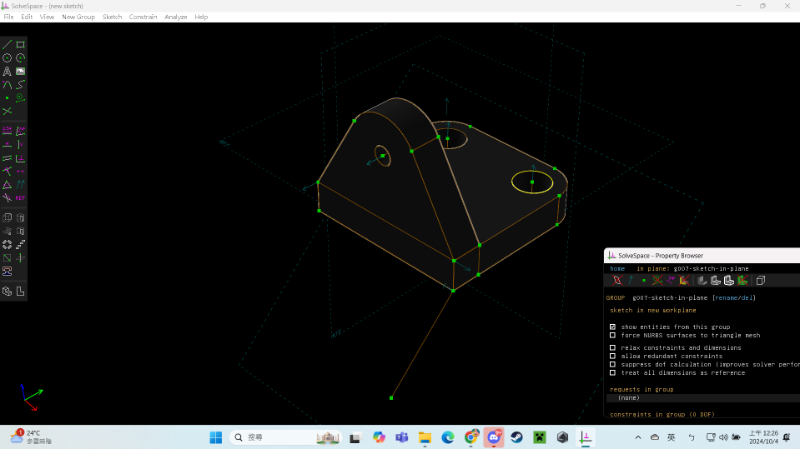 SolveSpace - (new sketch)
File Edit View New Group Sketch Constrain Analyze Help
SolveSpace - Property Browser
home in plane: g007-sketch-in-plane
GROUP g007-sketch-in-plane [rename/del]
sketch in new workplane
show entities from this group
force NURBS surfaces to triangle mesh
relax constraints and dimensions
allow redundant constraints
suppress dof calculation (improves solver perfor
treat all dimensions as reference
requests in group
(none)
constraints in group (0 DOF)
1
24°C
搜尋
英
上午 12:26
2024/10/4